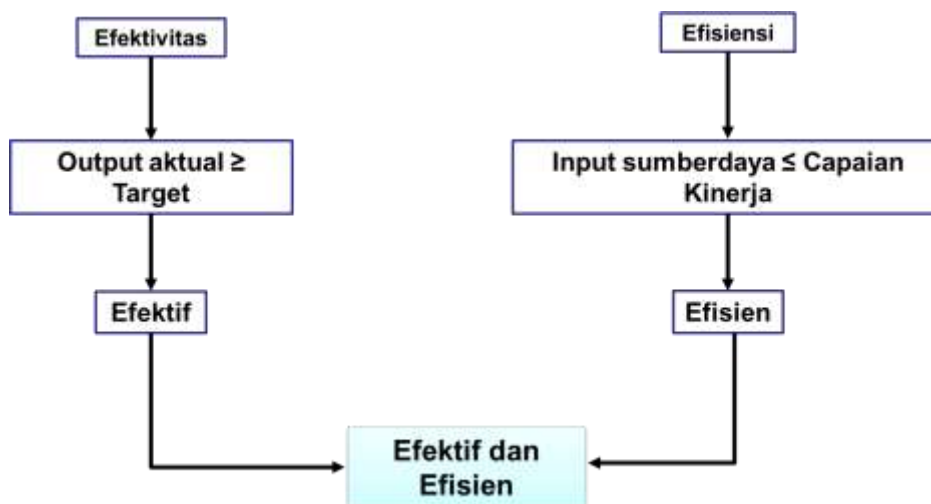 Efektivitas
Efisiensi
Output aktual ≥
Target
Input sumberdaya ≤ Capaian
Kinerja
Efektif
Efisien
Efektif dan
Efisien